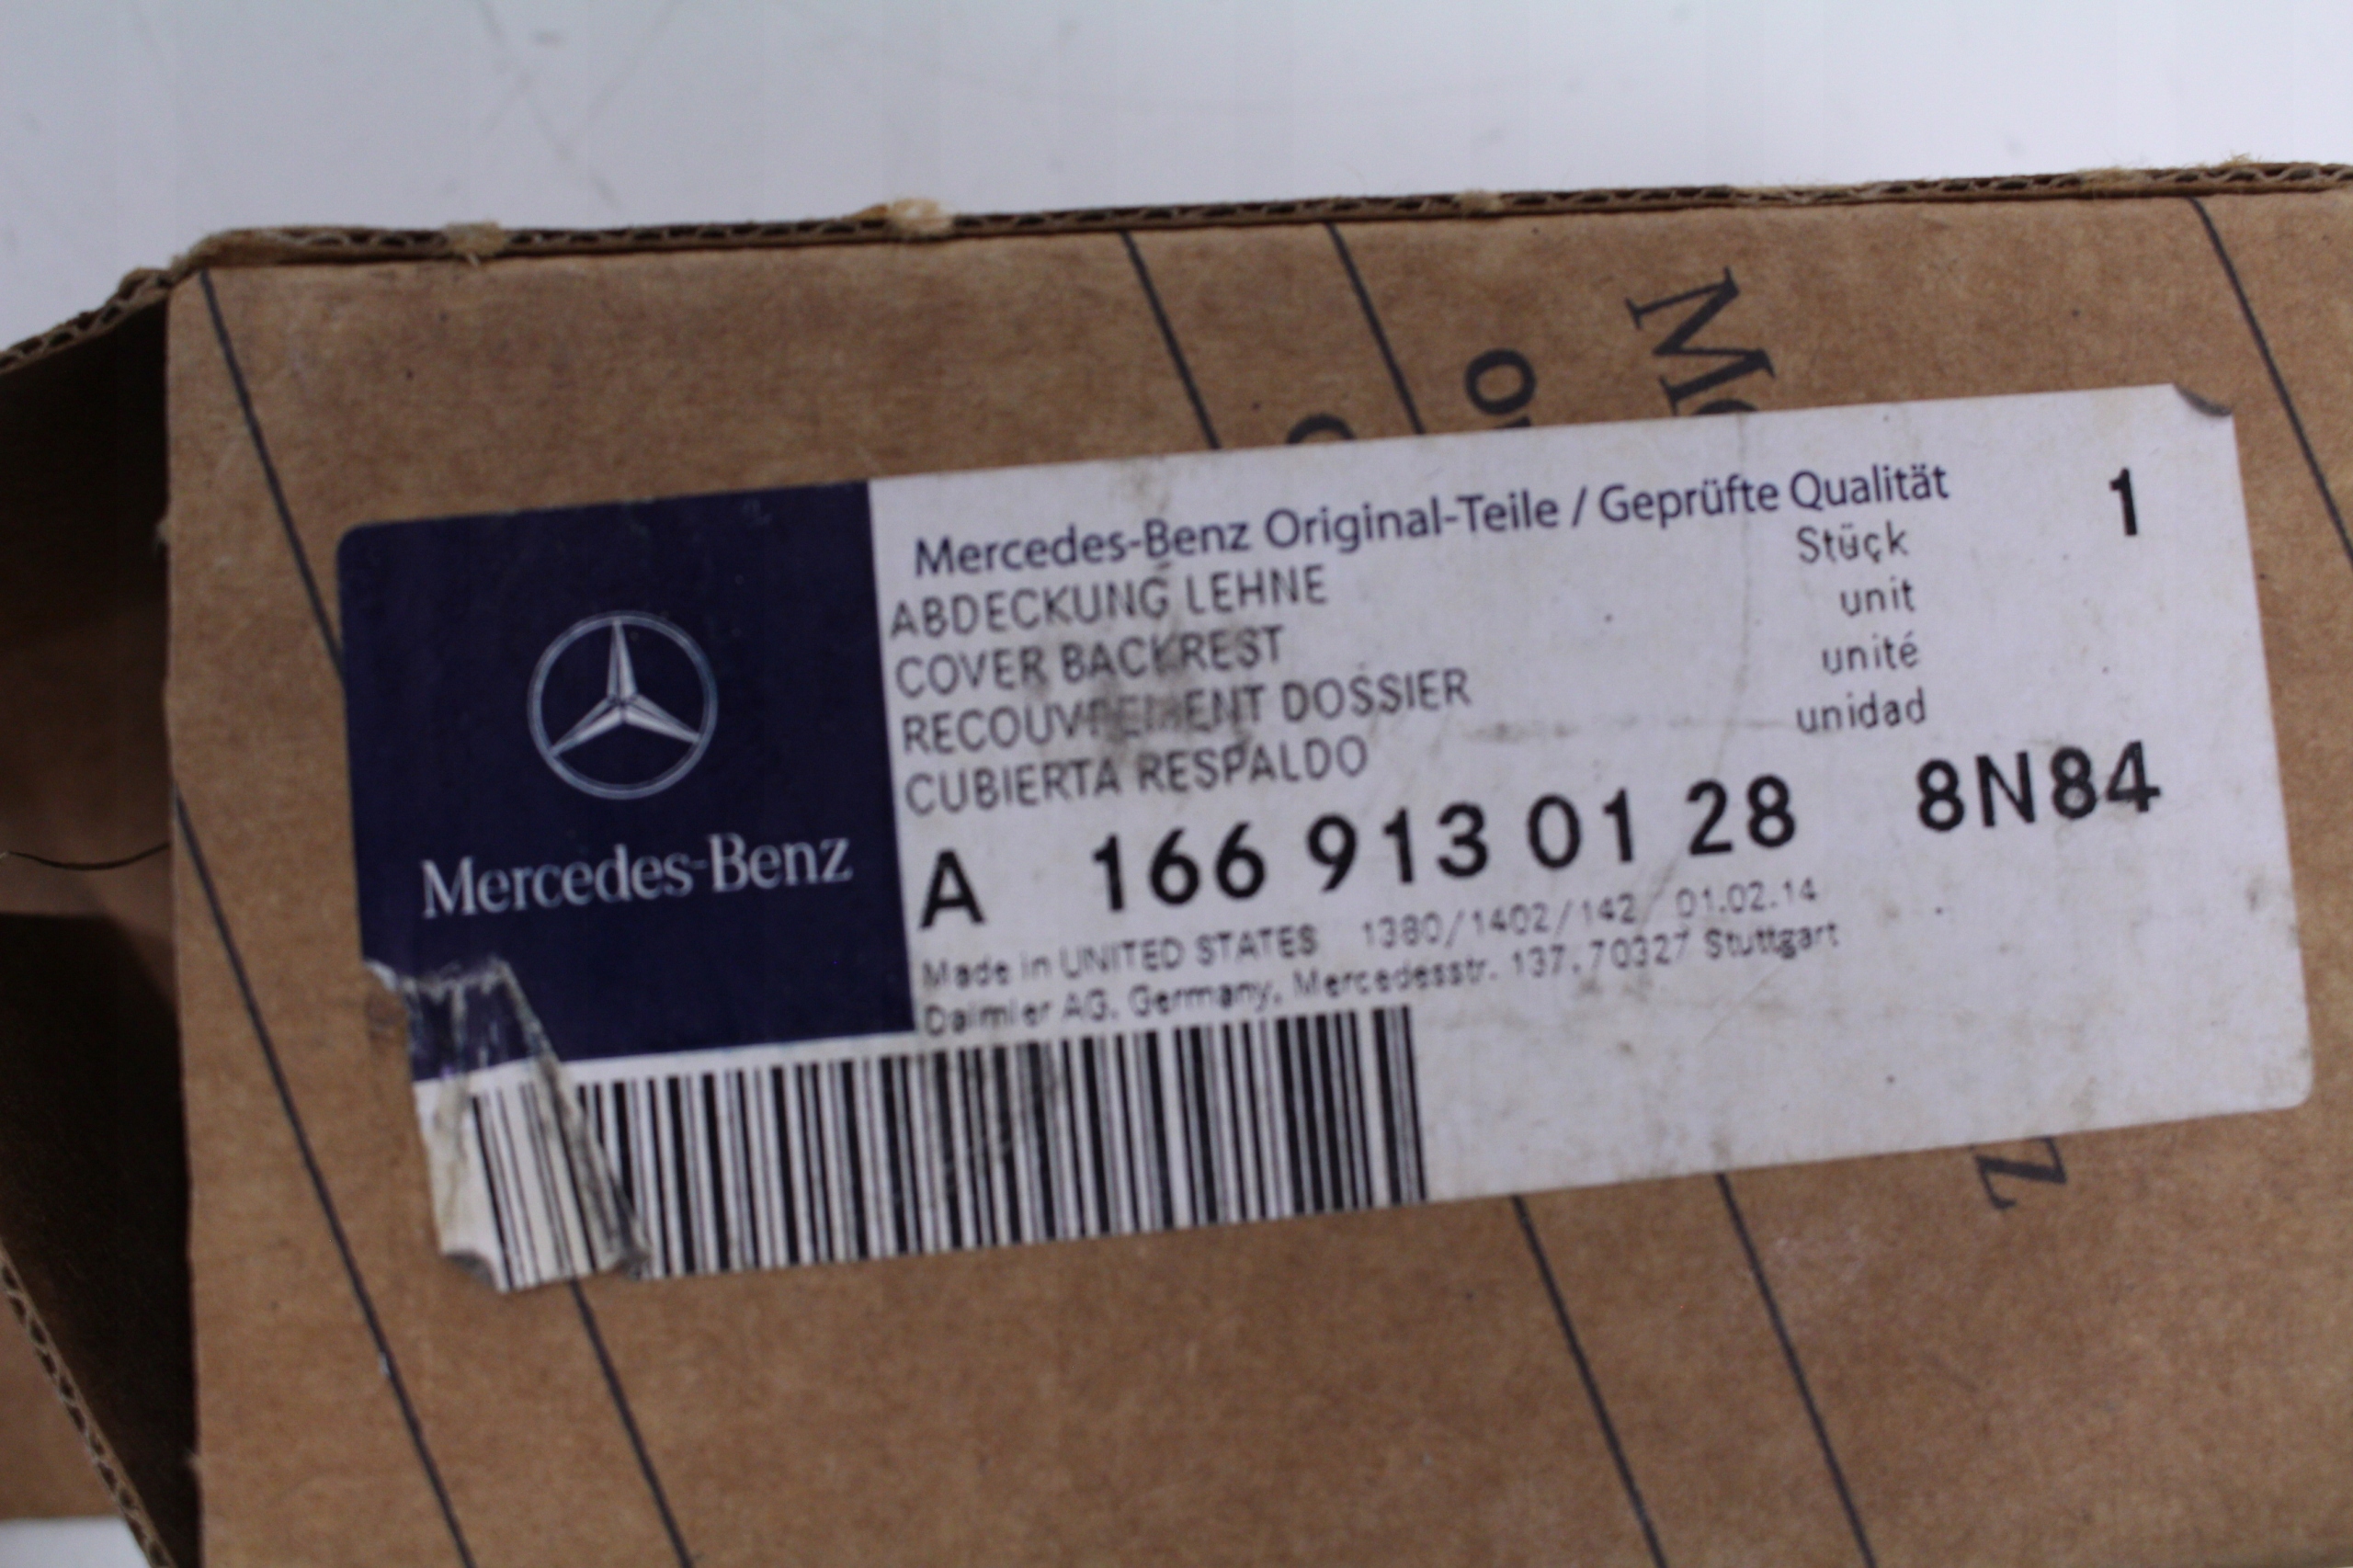 Mercedes-Benz
Mercedes-Benz Original-Teile / Geprüfte Qualität
1
ABDECKUNG LEHNE
Stück
COVER BACKREST
unit
RECOUVREMENT DOSSIER
unité
CUBIERTA RESPALDO
unidad
A 166 913 01 28 8N84
Made in UNITED STATES 1380/1402/142/ 01.02.14
Daimler AG, Germany, Mercedesstr. 137, 70327 Stuttgart